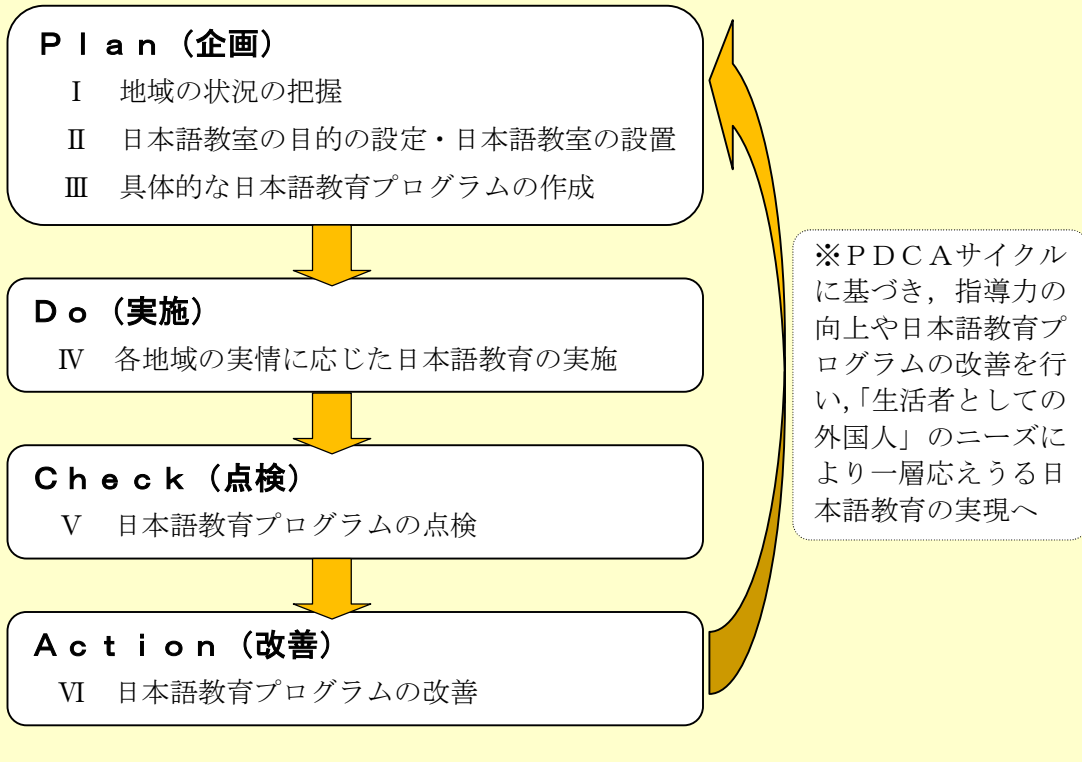 Ｐｌａｎ（企画）
Ⅰ　地域の状況の把握
Ⅱ　日本語教室の目的の設定・日本語教室の設置
Ⅲ　具体的な日本語教育プログラムの作成
Ｄｏ（実施）
Ⅳ　各地域の実情に応じた日本語教育の実施
Ｃｈｅｃｋ（点検）
Ⅴ　日本語教育プログラムの点検
Ａｃｔｉｏｎ（改善）
Ⅵ　日本語教育プログラムの改善
※ＰＤＣＡサイクル
に基づき，指導力の
向上や日本語教育プ
ログラムの改善を行
い，「生活者としての
外国人」のニーズに
より一層応えうる日
本語教育の実現へ